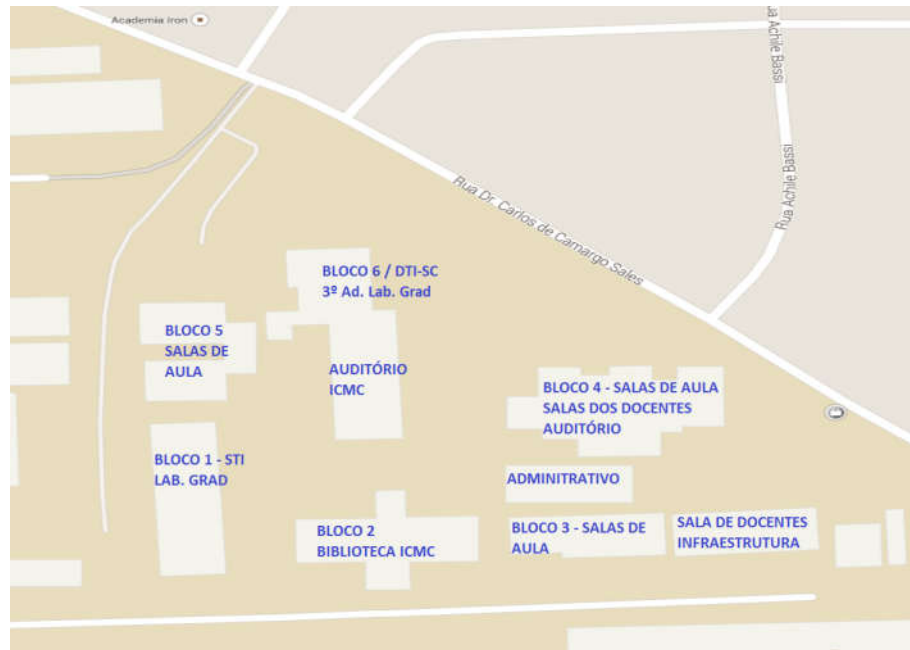 Academia Iron
Rua Achile Bassi
Rua Achile Bassi
Rua Dr. Carlos de Camargo Sales
BLOCO 6 / DTI-SC
3º Ad. Lab. Grad
BLOCO 5
SALAS DE
AULA
AUDITÓRIO
ICMC
BLOCO 4 - SALAS DE AULA
SALAS DOS DOCENTES
AUDITÓRIO
BLOCO 1 - STI
LAB. GRAD
ADMINITRATIVO
BLOCO 2
BIBLIOTECA ICMC
BLOCO 3 - SALAS DE
AULA
SALA DE DOCENTES
INFRAESTRUTURA